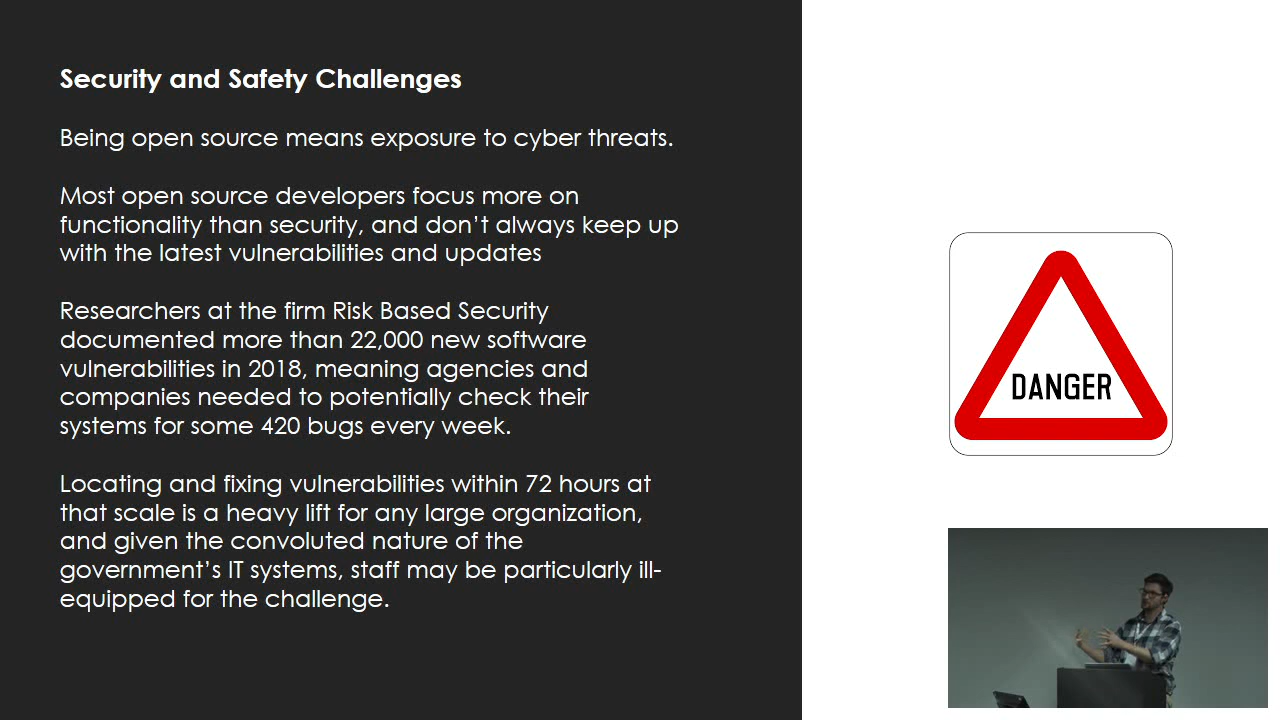 Security and Safety Challenges
Being open source means exposure to cyber threats.
Most open source developers focus more on
functionality than security, and don’t always keep up
with the latest vulnerabilities and updates
Researchers at the firm Risk Based Security
documented more than 22,000 new software
vulnerabilities in 2018, meaning agencies and
companies needed to potentially check their
systems for some 420 bugs every week.
Locating and fixing vulnerabilities within 72 hours at
that scale is a heavy lift for any large organization,
and given the convoluted nature of the
government’s IT systems, staff may be particularly ill-
equipped for the challenge.
DANGER